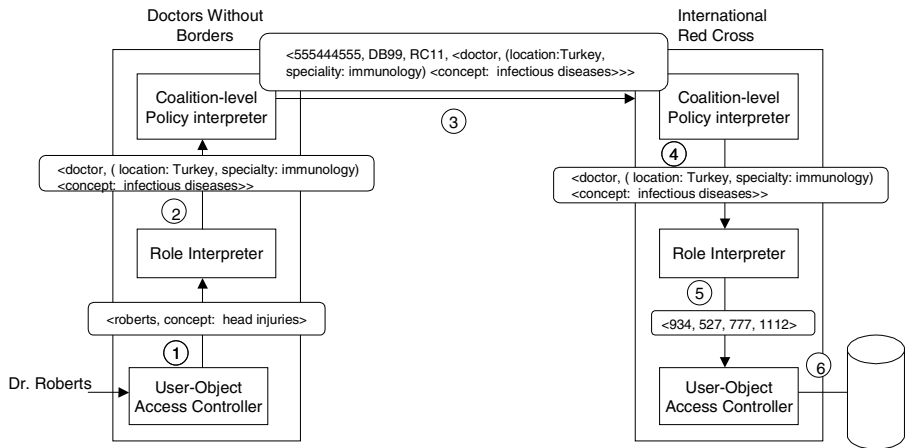 Doctors Without
Borders
International
Red Cross
<555444555, DB99, RC11, <doctor, (location:Turkey,
speciality: immunology) <concept:  infectious diseases>>>
Coalition-level
Policy interpreter
3
Coalition-level
Policy interpreter
4
<doctor, ( location: Turkey, specialty: immunology)
<concept:  infectious diseases>>
2
<doctor, ( location: Turkey, specialty: immunology)
<concept:  infectious diseases>>
Role Interpreter
Role Interpreter
5
<roberts, concept:  head injuries>
<934, 527, 777, 1112>
1
6
Dr. Roberts
User-Object
Access Controller
User-Object
Access Controller